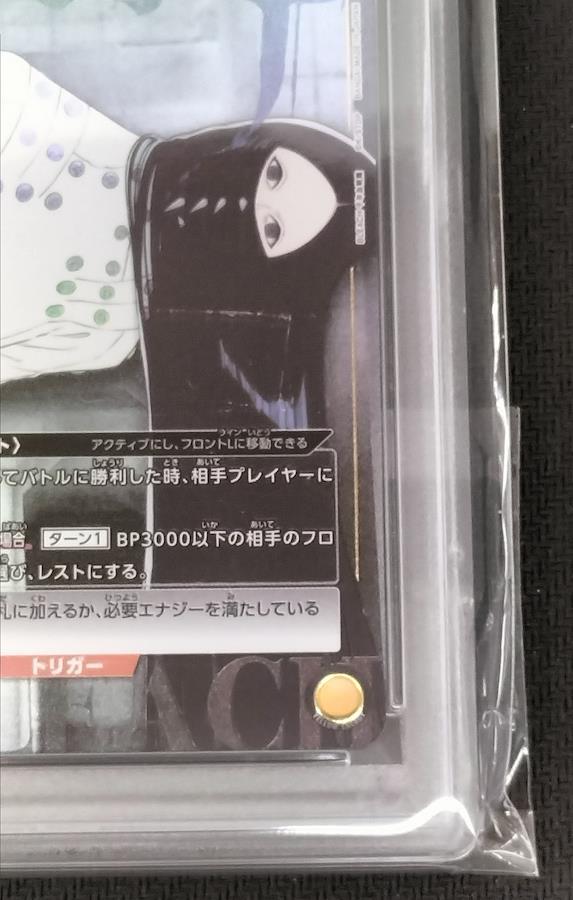 ト〉
アクティブにし、フロントLに移動できる
てバトルに勝利した時、相手プレイヤーに
場合、ターン1 BP3000以下の相手のフロ
び、レストにする。
札に加えるか、必要エナジーを満たしている
トリガー
ACH